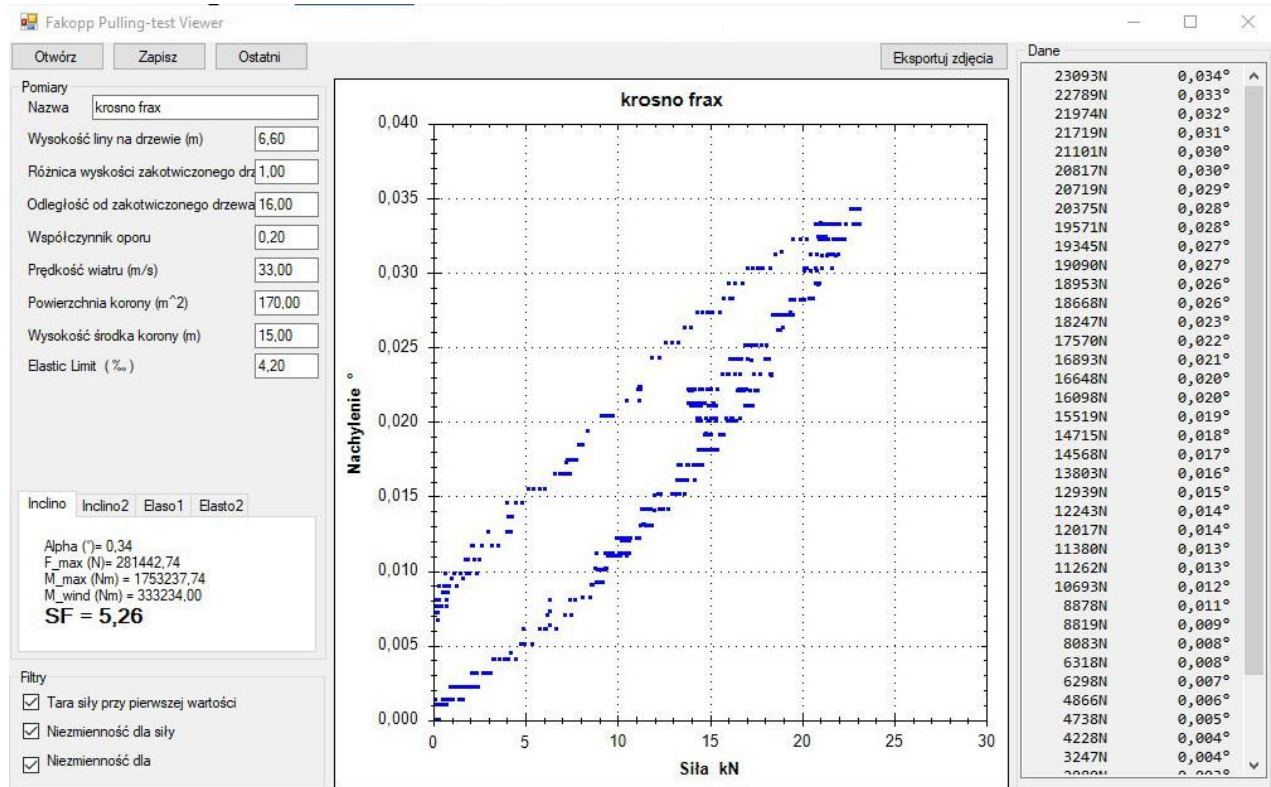 Fakopp Pulling-test Viewer
Otwórz Zapisz Ostatni Eksportuj zdjęcia
Pomiary
Nazwa krosno frax
Wysokość liny na drzewie (m) 6,60
Różnica wyskości zakotwiczonego drz 1,00
Odległość od zakotwiczonego drzewa 16,00
Współczynnik oporu 0,20
Prędkość wiatru (m/s) 33,00
Powierzchnia korony (m^2) 170,00
Wysokość środka korony (m) 15,00
Elastic Limit (‰) 4,20
Inclino Inclino2 Elaso1 Elasto2
Alpha (°)= 0,34
F_max (N)= 281442,74
M_max (Nm) = 1753237,74
M_wind (Nm) = 333234,00
SF = 5,26
Filtry
Tara siły przy pierwszej wartości
Niezmienność dla siły
Niezmienność dla
krosno frax
0,040
0,035
0,030
0,025
0,020
0,015
0,010
0,005
0,000
Nachylenie °
0 5 10 15 20 25 30
Siła kN
Dane
23093N 0,034°
22789N 0,033°
21974N 0,032°
21719N 0,031°
21101N 0,030°
20817N 0,030°
20719N 0,029°
20375N 0,028°
19571N 0,028°
19345N 0,027°
19090N 0,027°
18953N 0,026°
18668N 0,026°
18247N 0,023°
17570N 0,022°
16893N 0,021°
16648N 0,020°
16098N 0,020°
15519N 0,019°
14715N 0,018°
14568N 0,017°
13803N 0,016°
12939N 0,015°
12243N 0,014°
12017N 0,014°
11380N 0,013°
11262N 0,013°
10693N 0,012°
8878N 0,011°
8819N 0,009°
8083N 0,008°
6318N 0,008°
6298N 0,007°
4866N 0,006°
4738N 0,005°
4228N 0,004°
3247N 0,004°